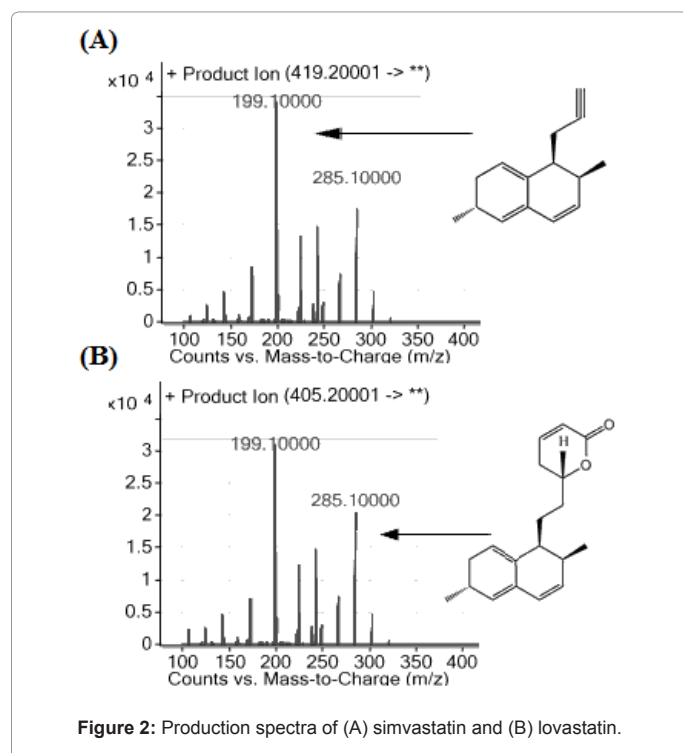 (A)
×10 4
+ Product Ion (419.20001 -> **)
199.10000
285.10000
3
2.5
2
1.5
1
0.5
0
100 150 200 250 300 350 400
Counts vs. Mass-to-Charge (m/z)
(B)
×10 4
+ Product Ion (405.20001 -> **)
199.10000
285.10000
3
2.5
2
1.5
1
0.5
0
100 150 200 250 300 350 400
Counts vs. Mass-to-Charge (m/z)
O
H
O
Figure 2: Production spectra of (A) simvastatin and (B) lovastatin.